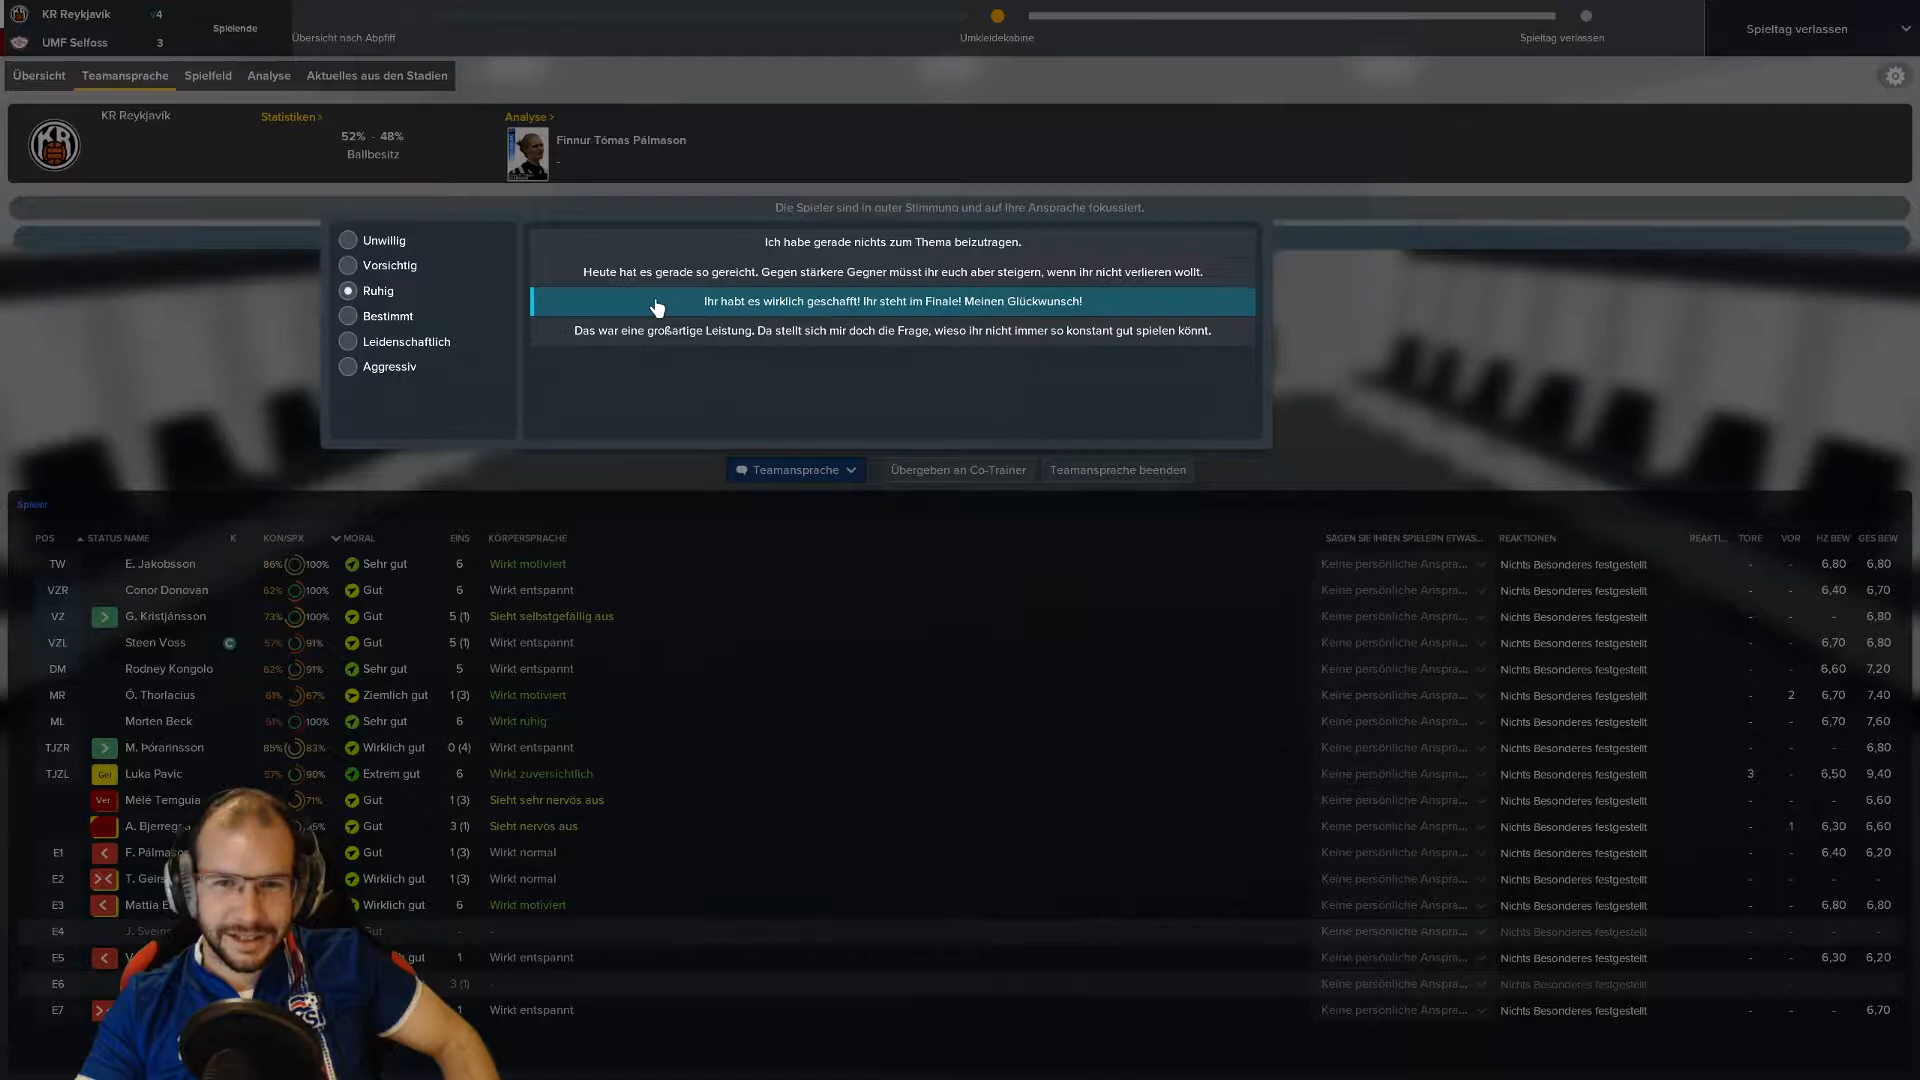 KR Reykjavík 4
UMF Selfoss 3
Spielende
Übersicht nach Abpfiff
Umkleidekabine
Spieltag verlassen
Spieltag verlassen
Übersicht Teamansprache Spielfeld Analyse Aktuelles aus den Stadien
KR Reykjavík
Statistiken >
52% - 48%
Ballbesitz
Analyse >
Finnur Tómas Pálmason
-
Die Spieler sind in guter Stimmung und auf Ihre Ansprache fokussiert.
Unwillig
Vorsichtig
Ruhig
Bestimmt
Leidenschaftlich
Aggressiv
Ich habe gerade nichts zum Thema beizutragen.
Heute hat es gerade so gereicht. Gegen stärkere Gegner müsst ihr euch aber steigern, wenn ihr nicht verlieren wollt.
Ihr habt es wirklich geschafft! Ihr steht im Finale! Meinen Glückwunsch!
Das war eine großartige Leistung. Da stellt sich mir doch die Frage, wieso ihr nicht immer so konstant gut spielen könnt.
Teamansprache Übergeben an Co-Trainer Teamansprache beenden
Spieler
POS STATUS NAME K KON/SPX MORAL EINS KÖRPERSPRACHE SAGEN SIE IHREN SPIELERN ETWAS... REAKTIONEN REAKTI... TORE VOR HZ BEW GES BEW
TW E. Jakobsson 86% 100% Sehr gut 6 Wirkt motiviert Keine persönliche Anspra... Nichts Besonderes festgestellt - - 6,80 6,80
VZR Conor Donovan 62% 100% Gut 6 Wirkt entspannt Keine persönliche Anspra... Nichts Besonderes festgestellt - - 6,40 6,70
VZ G. Kristjánsson 73% 100% Gut 5 (1) Sieht selbstgefällig aus Keine persönliche Anspra... Nichts Besonderes festgestellt - - - 6,80
VZL Steen Voss C 57% 91% Gut 5 (1) Wirkt entspannt Keine persönliche Anspra... Nichts Besonderes festgestellt - - 6,70 6,80
DM Rodney Kongolo 62% 91% Sehr gut 5 Wirkt entspannt Keine persönliche Anspra... Nichts Besonderes festgestellt - - 6,60 7,20
MR Ó. Thorlacius 61% 67% Ziemlich gut 1 (3) Wirkt motiviert Keine persönliche Anspra... Nichts Besonderes festgestellt - 2 6,70 7,40
ML Morten Beck 51% 100% Sehr gut 6 Wirkt ruhig Keine persönliche Anspra... Nichts Besonderes festgestellt - - 6,70 7,60
TJZR M. Þórarinsson 85% 83% Wirklich gut 0 (4) Wirkt entspannt Keine persönliche Anspra... Nichts Besonderes festgestellt - - - 6,80
TJZL Gel Luka Pavic 57% 90% Extrem gut 6 Wirkt zuversichtlich Keine persönliche Anspra... Nichts Besonderes festgestellt 3 - 6,50 9,40
Ver Mélé Temguia 71% Gut 1 (3) Sieht sehr nervös aus Keine persönliche Anspra... Nichts Besonderes festgestellt - - - 6,60
A. Bjerreg Gut 3 (1) Sieht nervös aus Keine persönliche Anspra... Nichts Besonderes festgestellt - 1 6,30 6,60
E1 F. Pálmaso Gut 1 (3) Wirkt normal Keine persönliche Anspra... Nichts Besonderes festgestellt - - 6,40 6,20
E2 T. Geirs Wirklich gut 1 (3) Wirkt normal Keine persönliche Anspra... Nichts Besonderes festgestellt - - - -
E3 Mattia E Wirklich gut 6 Wirkt motiviert Keine persönliche Anspra... Nichts Besonderes festgestellt - - 6,80 6,80
E4 J. Svein Gut - - Keine persönliche Anspra... Nichts Besonderes festgestellt - - - -
E5 V gut 1 Wirkt entspannt Keine persönliche Anspra... Nichts Besonderes festgestellt - - 6,30 6,20
E6 3 (1) - Keine persönliche Anspra... Nichts Besonderes festgestellt - - - -
E7 1 Wirkt entspannt Keine persönliche Anspra... Nichts Besonderes festgestellt - - - 6,70